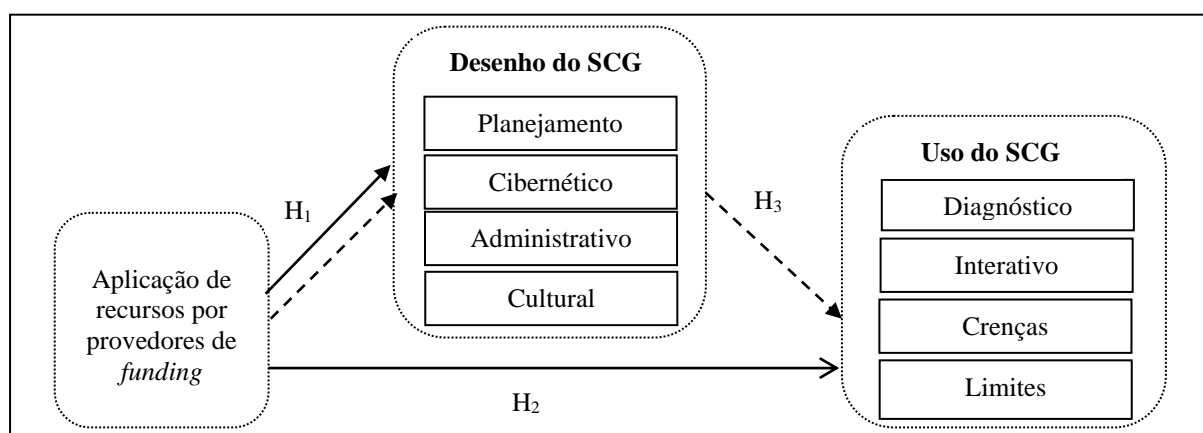 Desenho do SCG
Planejamento
Cibernético
Administrativo
Cultural
Uso do SCG
Diagnóstico
Interativo
Crenças
Limites
Aplicação de
recursos por
provedores de
funding
H₁
H₃
H₂